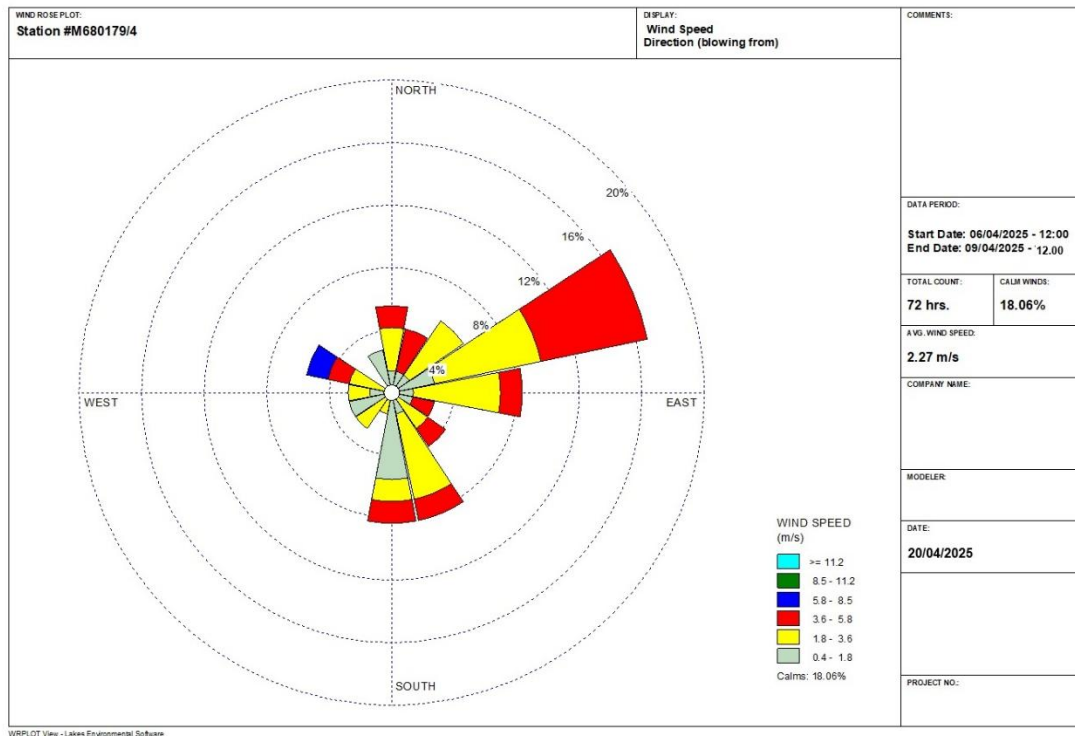 WIND ROSE PLOT:
Station #M680179/4
DISPLAY:
Wind Speed
Direction (blowing from)
COMMENTS:
NORTH
20%
16%
12%
8%
4%
WEST
EAST
SOUTH
WIND SPEED
(m/s)
>= 11.2
8.5 - 11.2
5.8 - 8.5
3.6 - 5.8
1.8 - 3.6
0.4 - 1.8
Calms: 18.06%
DATA PERIOD:
Start Date: 06/04/2025 - 12:00
End Date: 09/04/2025 - 12.00
TOTAL COUNT:
72 hrs.
CALM WINDS:
18.06%
AVG. WIND SPEED:
2.27 m/s
COMPANY NAME:
MODELER:
DATE:
20/04/2025
PROJECT NO.:
WRPLOT View - Lakes Environmental Software